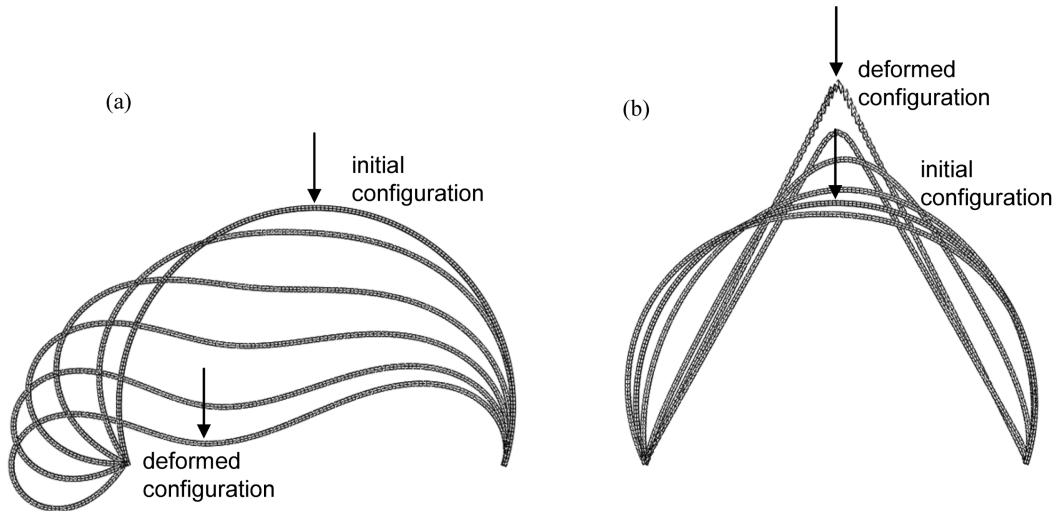 (a)
initial
configuration
deformed
configuration
(b)
deformed
configuration
initial
configuration